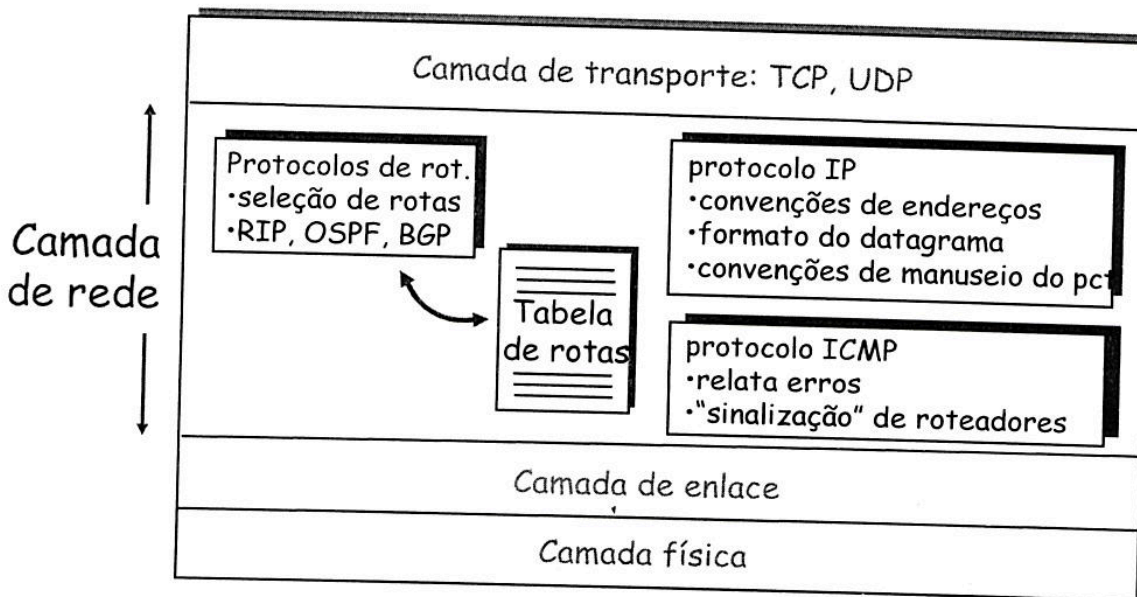 Camada de transporte: TCP, UDP
Camada
de rede
Protocolos de rot.
•seleção de rotas
•RIP, OSPF, BGP
Tabela
de rotas
protocolo IP
•convenções de endereços
•formato do datagrama
•convenções de manuseio do pct
protocolo ICMP
•relata erros
•"sinalização" de roteadores
Camada de enlace
Camada física